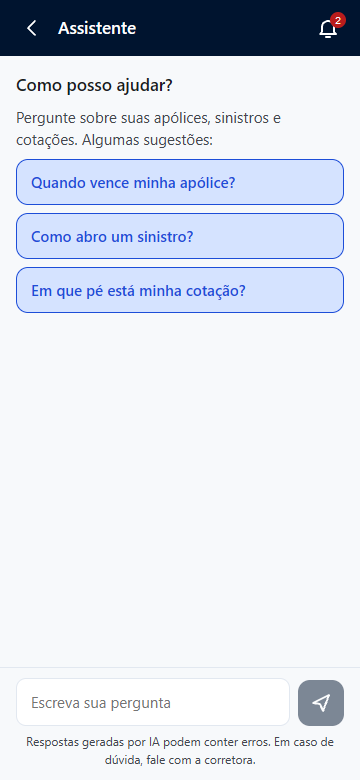 Assistente
2
Como posso ajudar?
Pergunte sobre suas apólices, sinistros e
cotações. Algumas sugestões:
Quando vence minha apólice?
Como abro um sinistro?
Em que pé está minha cotação?
Escreva sua pergunta
Respostas geradas por IA podem conter erros. Em caso de
dúvida, fale com a corretora.